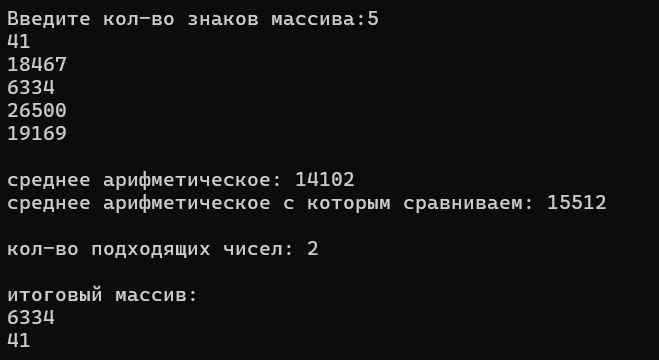 Введите кол-во знаков массива:5
41
18467
6334
26500
19169
среднее арифметическое: 14102
среднее арифметическое с которым сравниваем: 15512
кол-во подходящих чисел: 2
итоговый массив:
6334
41